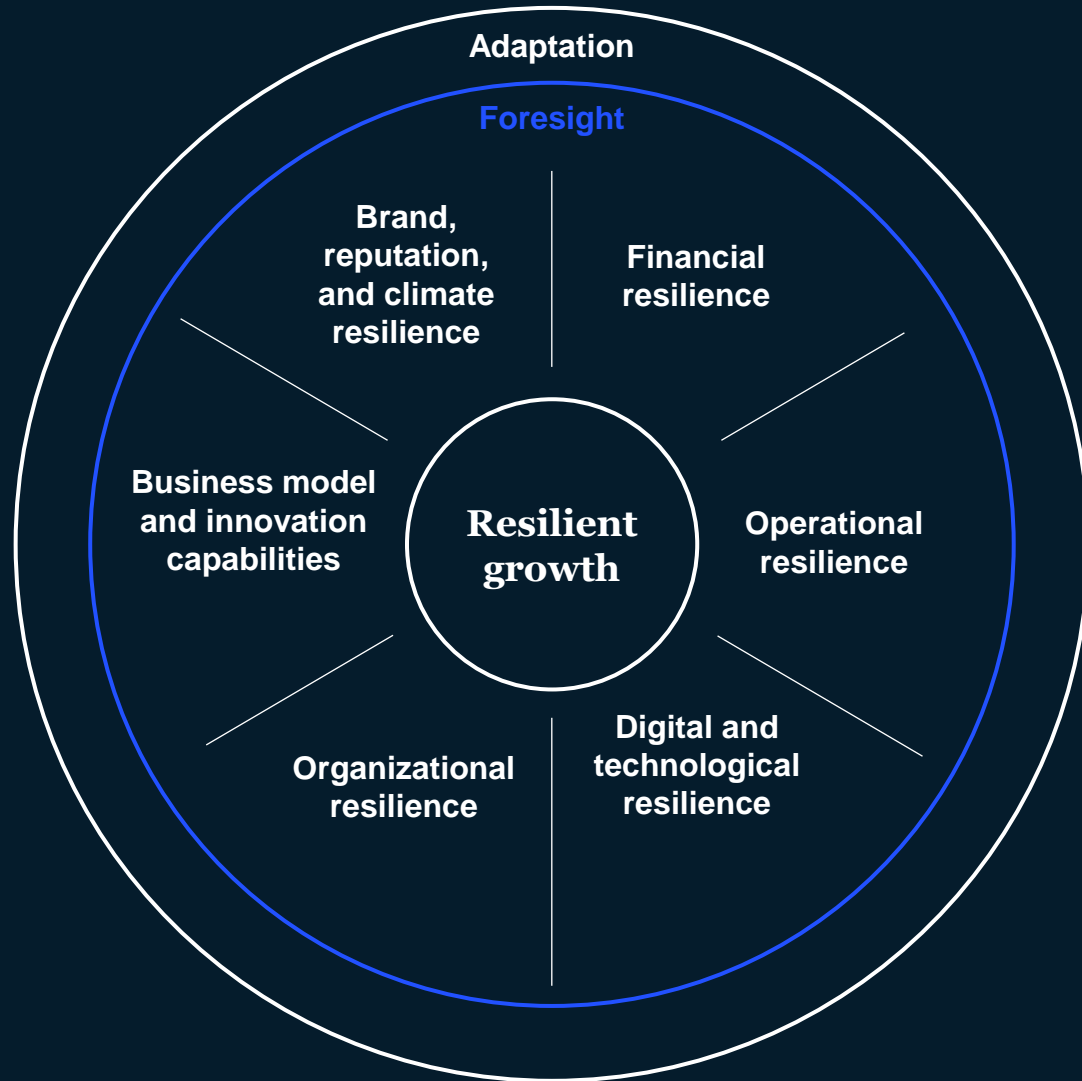 Adaptation
Foresight
Brand,
reputation,
and climate
resilience
Financial
resilience
Operational
resilience
Digital and
technological
resilience
Organizational
resilience
Business model
and innovation
capabilities
Resilient
growth